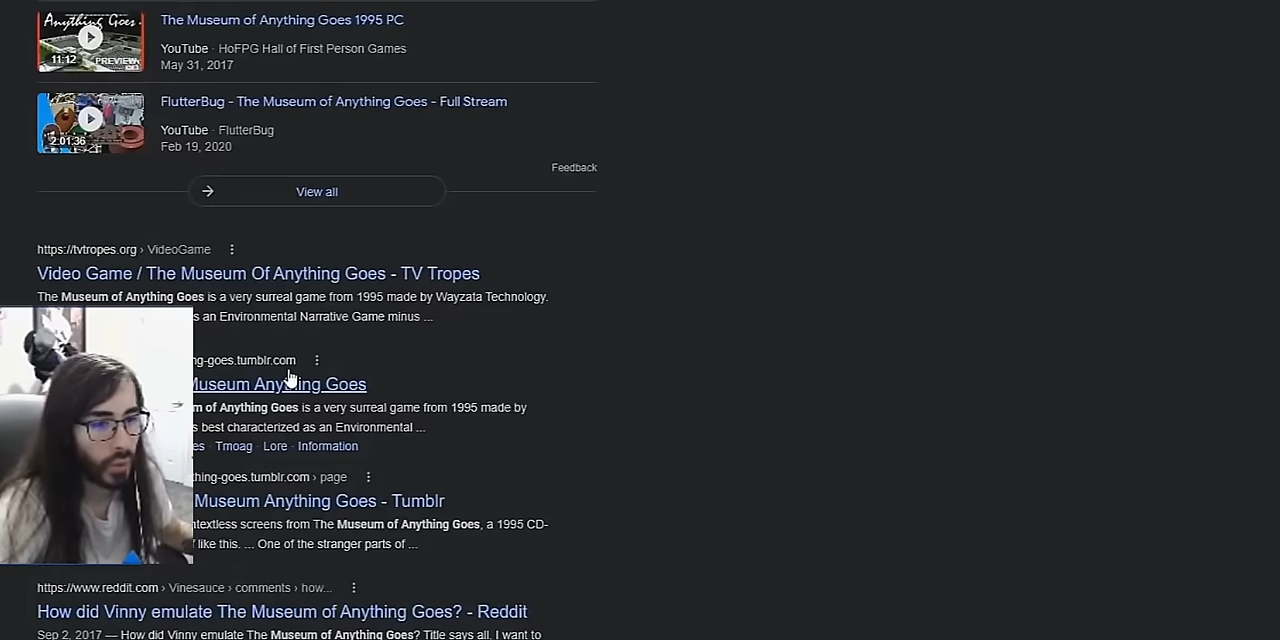 Anything Goes
11:12
PREVIEW
The Museum of Anything Goes 1995 PC
YouTube · HoFPG Hall of First Person Games
May 31, 2017
2:01:36
FlutterBug - The Museum of Anything Goes - Full Stream
YouTube · FlutterBug
Feb 19, 2020
Feedback
View all
https://tvtropes.org › VideoGame
Video Game / The Museum Of Anything Goes - TV Tropes
The Museum of Anything Goes is a very surreal game from 1995 made by Wayzata Technology.
s an Environmental Narrative Game minus ...
ng-goes.tumblr.com
Museum Anything Goes
m of Anything Goes is a very surreal game from 1995 made by
s best characterized as an Environmental ...
es · Tmoag · Lore · Information
hing-goes.tumblr.com › page
Museum Anything Goes - Tumblr
ntextless screens from The Museum of Anything Goes, a 1995 CD-
like this. ... One of the stranger parts of ...
https://www.reddit.com › Vinesauce › comments › how...
How did Vinny emulate The Museum of Anything Goes? - Reddit
Sep 2, 2017 — How did Vinny emulate The Museum of Anything Goes? Title says all. I want to